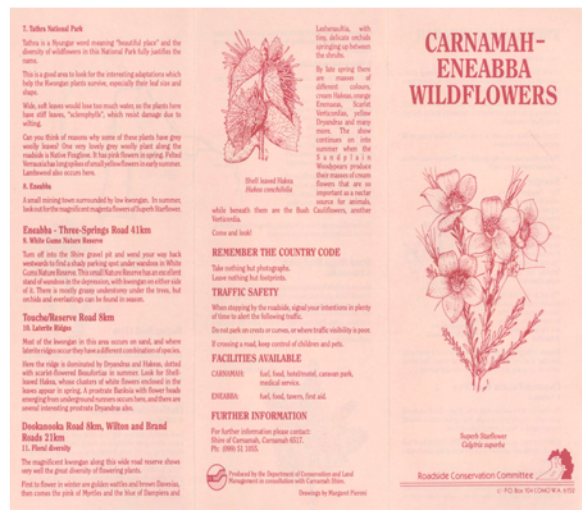 7. Tathra National Park
Tathra is a Nyungar word meaning "beautiful place" and the
diversity of wildflowers in this National Park fully justifies the
name.
This is a good area to look for the interesting adaptations which
help the Kwongan plants survive, especially their leaf size and
shape.
Wide, soft leaves would lose too much water, so the plants here
have stiff leaves, "sclerophylls", which resist damage due to
wilting.
Can you think of reasons why some of these plants have grey
woolly leaves? One very lovely grey woolly plant along the
roadside is Native Foxglove. It has pink flowers in spring. Felted
Verreauxia has long spikes of small yellow flowers in early summer.
Lambswool also occurs here.
8. Eneabba
A small mining town surrounded by low kwongan. In summer,
look out for the magnificent magenta flowers of Superb Starflower.
Eneabba - Three-Springs Road 41km
9. White Gums Nature Reserve
Turn off into the Shire gravel pit and wend your way back
westwards to find a shady parking spot under wandoos in White
Gums Nature Reserve. This small Nature Reserve has an excellent
stand of wandoos in the depression, with kwongan on either side
of it. There is mostly grassy understorey under the trees, but
orchids and everlastings can be found in season.
Touche/Reserve Road 8km
10. Laterite Ridges
Most of the kwongan in this area occurs on sand, and where
laterite ridges occur they have a different combination of species.
Here the ridge is dominated by Dryandras and Hakeas, dotted
with scarlet-flowered Beaufortias in summer. Look for Shell-
leaved Hakea, whose clusters of white flowers enclosed in the
leaves appear in spring. A prostrate Banksia with flower heads
emerging from underground runners occurs here, and there are
several interesting prostrate Dryandras also.
Dookanooka Road 8km, Wilton and Brand
Roads 21km
11. Floral diversity
The magnificent kwongan along this wide road reserve shows
very well the great diversity of flowering plants.
First to flower in winter are golden wattles and brown Daviesias,
then comes the pink of Myrtles and the blue of Dampiera and
Leshenaultia, with
tiny, delicate orchids
springing up between
the shrubs.
By late spring there
are masses of
different colours,
cream Hakeas, orange
Eremaeas, Scarlet
Verticordias, yellow
Dryandras and many
more. The show
continues on into
summer when the
Sandplain
Woodypears produce
their masses of cream
flowers that are so
important as a nectar
source for animals,
while beneath them are the Bush Cauliflowers, another
Verticordia.
Shell leaved Hakea
Hakea conchifolia
Come and look!
REMEMBER THE COUNTRY CODE
Take nothing but photographs.
Leave nothing but footprints.
TRAFFIC SAFETY
When stopping by the roadside, signal your intentions in plenty
of time to alert the following traffic.
Do not park on crests or curves, or where traffic visibility is poor.
If crossing a road, keep control of children and pets.
FACILITIES AVAILABLE
CARNAMAH: fuel, food, hotel/motel, caravan park,
medical service.
ENEABBA: fuel, food, tavern, first aid.
FURTHER INFORMATION
For further information please contact:
Shire of Carnamah, Carnamah 6517.
Ph: (099) 51 1055.
Produced by the Department of Conservation and Land
Management in consultation with Carnamah Shire.
Drawings by Margaret Pieroni
CARNAMAH-
ENEABBA
WILDFLOWERS
Superb Starflower
Calytrix superba
Roadside Conservation Committee
P.O. Box 104 COMO W.A. 6152